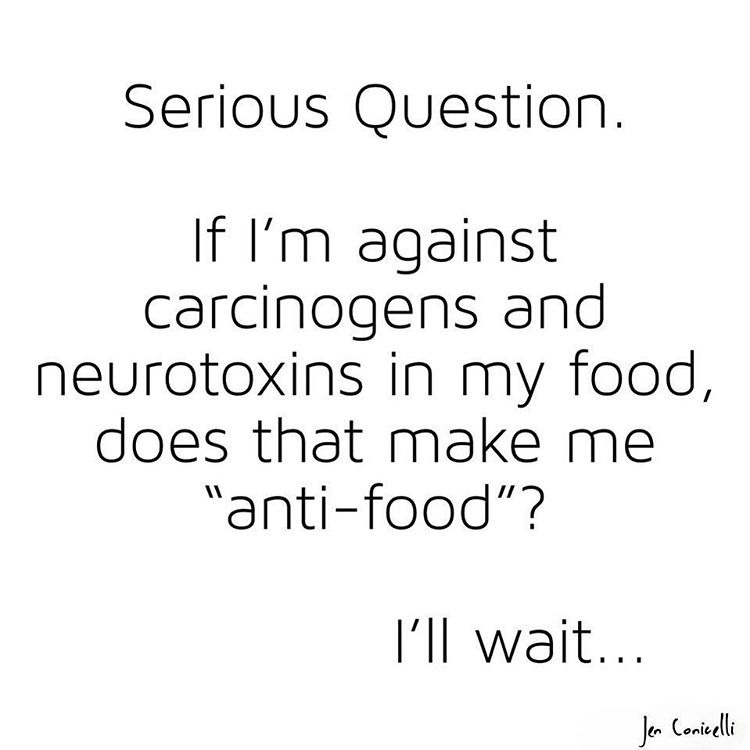 Serious Question.
If I'm against
carcinogens and
neurotoxins in my food,
does that make me
“anti-food”?
I'll wait...
Jen Conicelli